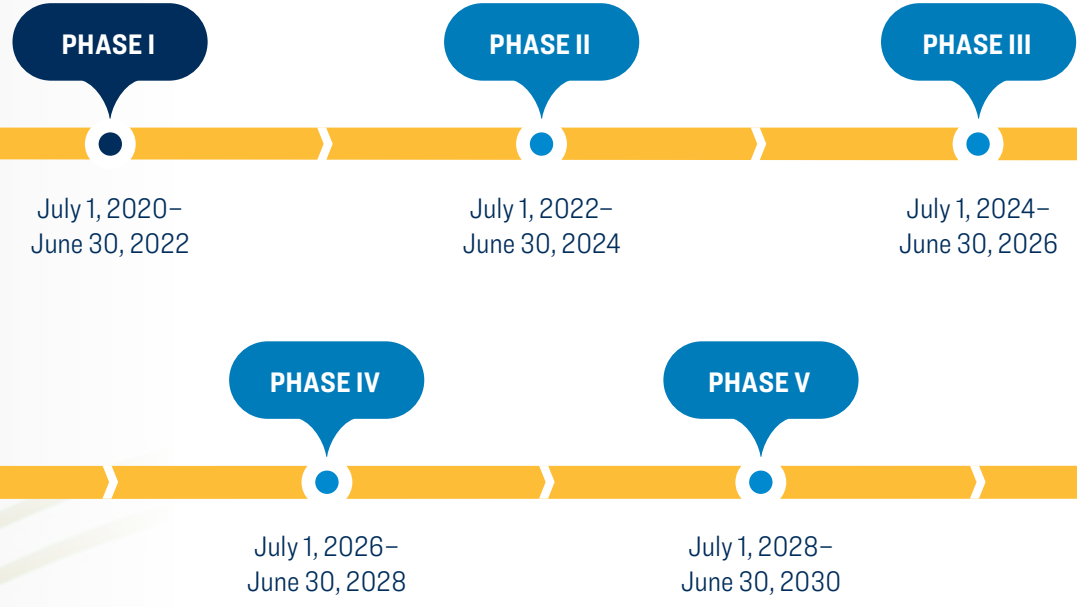 PHASE I
PHASE II
PHASE III
July 1, 2020–
June 30, 2022
July 1, 2022–
June 30, 2024
July 1, 2024–
June 30, 2026
PHASE IV
PHASE V
July 1, 2026–
June 30, 2028
July 1, 2028–
June 30, 2030